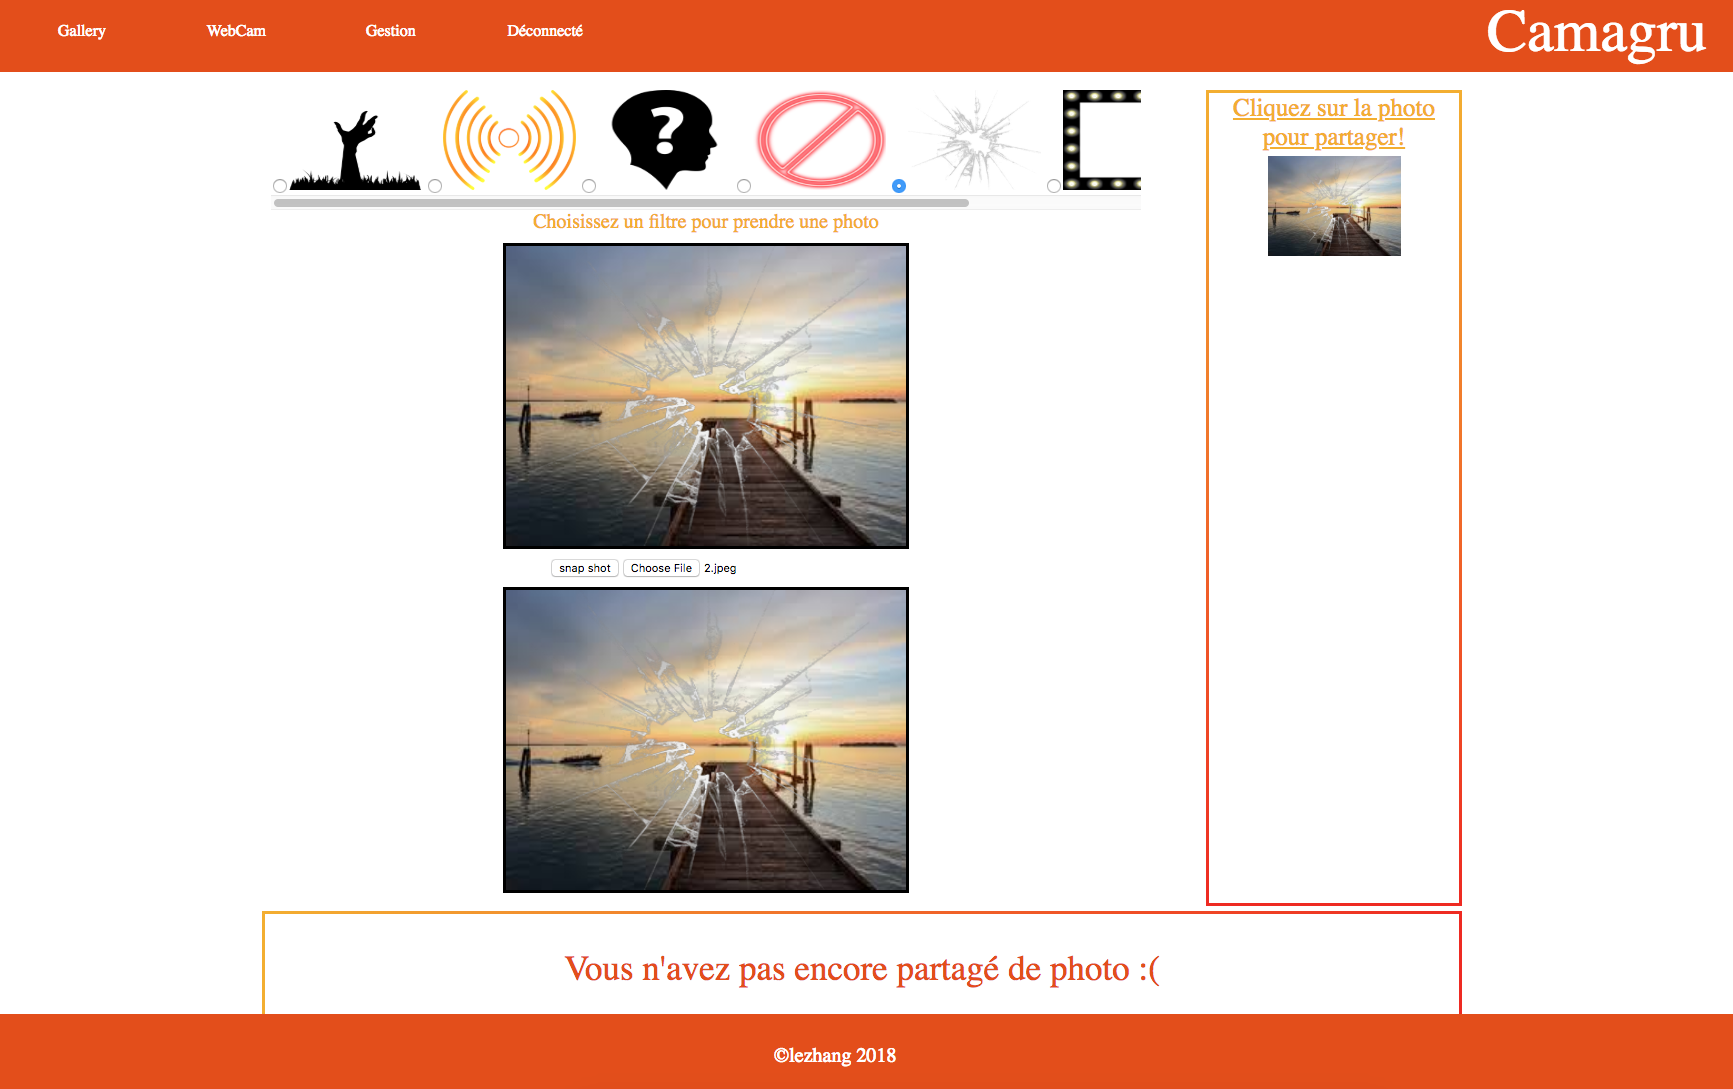 Gallery
WebCam
Gestion
Déconnecté
Camagru
?
Choisissez un filtre pour prendre une photo
Cliquez sur la photo
pour partager!
snap shot
Choose File
2.jpeg
Vous n'avez pas encore partagé de photo :(
©lezhang 2018